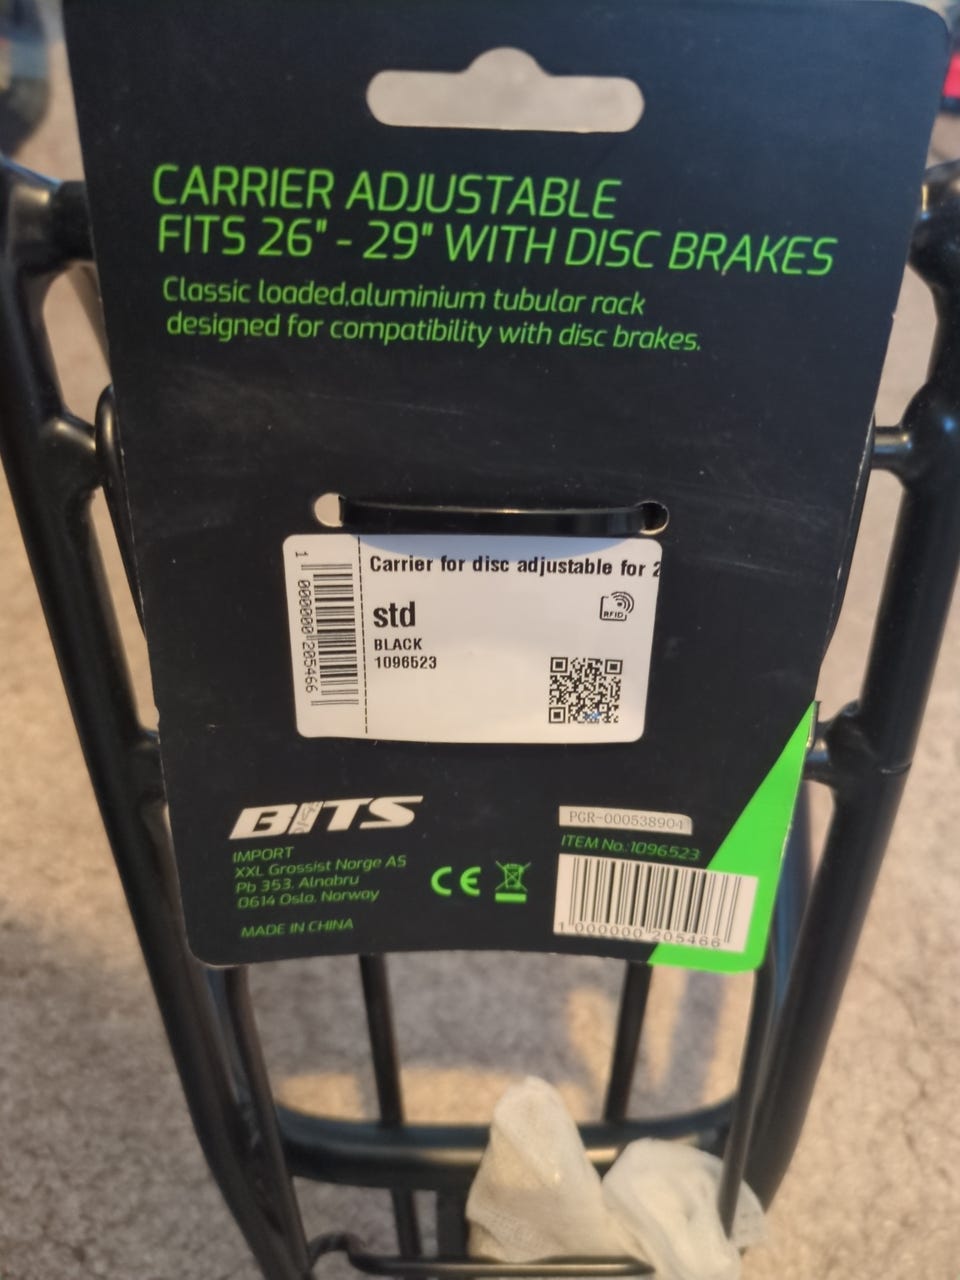 CARRIER ADJUSTABLE
FITS 26" - 29" WITH DISC BRAKES
Classic loaded,aluminium tubular rack
designed for compatibility with disc brakes.
Carrier for disc adjustable for 2
std
BLACK
1096523
RFID
1 000000 205466
BITS
IMPORT
XXL Grossist Norge AS
Pb 353, Alnabru
0614 Oslo, Norway
MADE IN CHINA
CE
PGR-000538904
ITEM No.:1096523
1 000000 205466